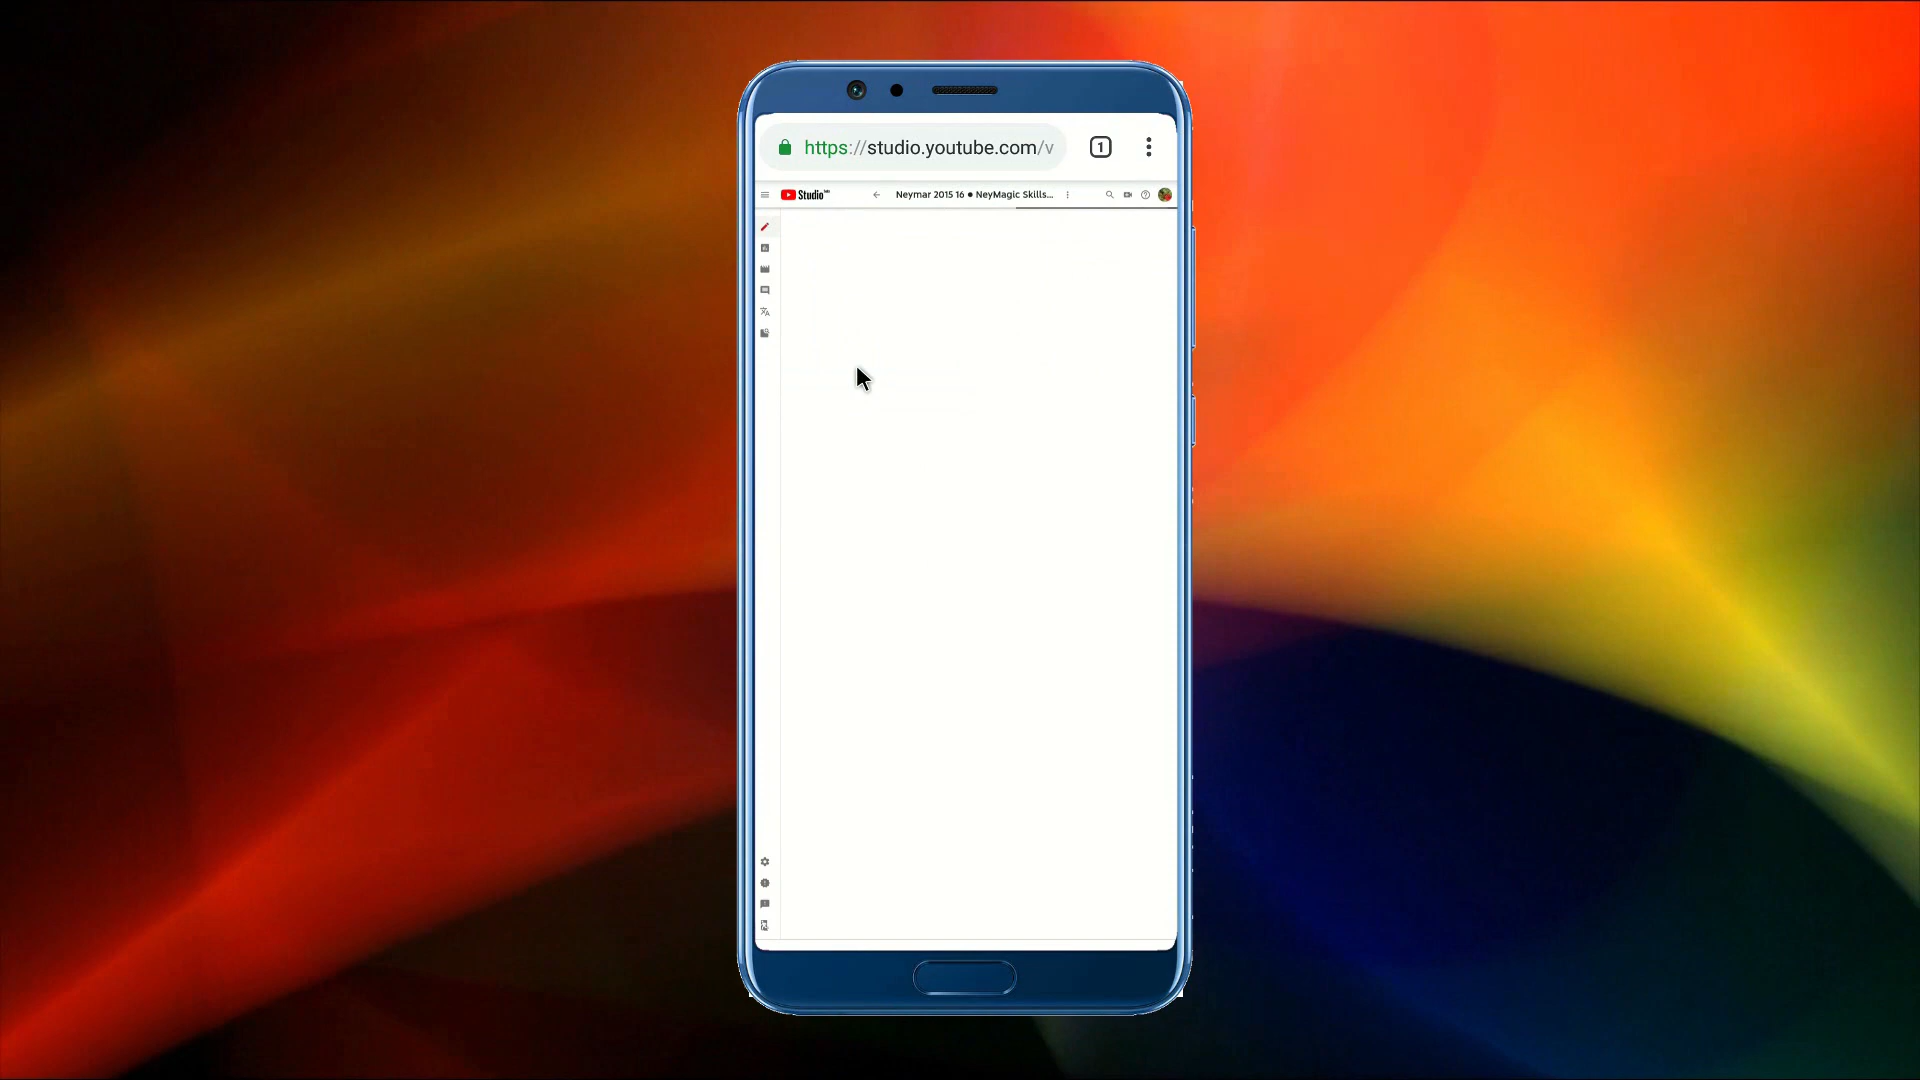 https://studio.youtube.com/v
1
Studio
Neymar 2015 16 ● NeyMagic Skills...